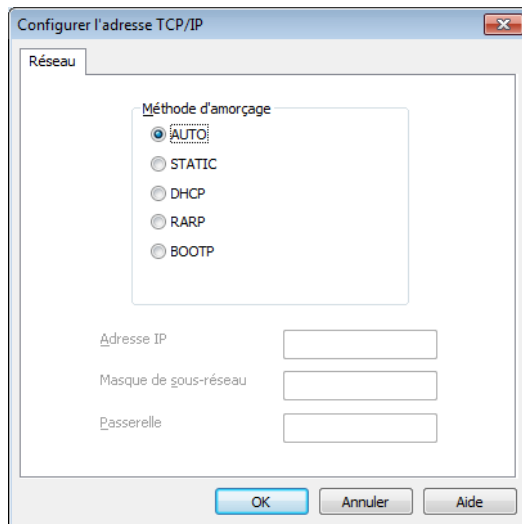 Configurer l'adresse TCP/IP
Réseau
Méthode d'amorçage
AUTO
STATIC
DHCP
RARP
BOOTP
Adresse IP
Masque de sous-réseau
Passerelle
OK Annuler Aide